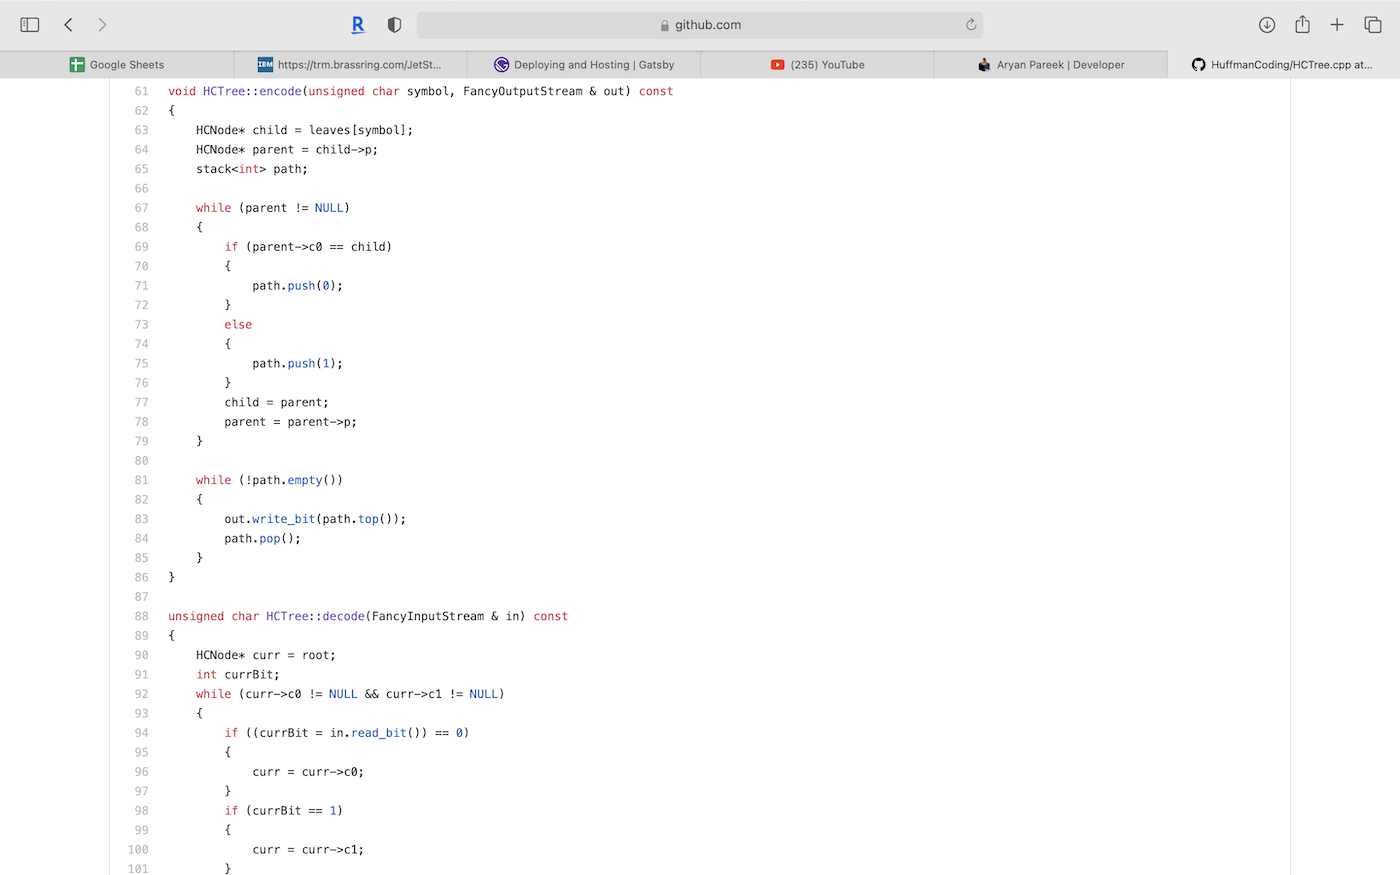 github.com
Google Sheets
IBM https://trm.brassring.com/JetSt...
Deploying and Hosting | Gatsby
(235) YouTube
Aryan Pareek | Developer
HuffmanCoding/HCTree.cpp at...
61 void HCTree::encode(unsigned char symbol, FancyOutputStream & out) const
62 {
63     HCNode* child = leaves[symbol];
64     HCNode* parent = child->p;
65     stack<int> path;
66
67     while (parent != NULL)
68     {
69         if (parent->c0 == child)
70         {
71             path.push(0);
72         }
73         else
74         {
75             path.push(1);
76         }
77         child = parent;
78         parent = parent->p;
79     }
80
81     while (!path.empty())
82     {
83         out.write_bit(path.top());
84         path.pop();
85     }
86 }
87
88 unsigned char HCTree::decode(FancyInputStream & in) const
89 {
90     HCNode* curr = root;
91     int currBit;
92     while (curr->c0 != NULL && curr->c1 != NULL)
93     {
94         if ((currBit = in.read_bit()) == 0)
95         {
96             curr = curr->c0;
97         }
98         if (currBit == 1)
99         {
100             curr = curr->c1;
101         }